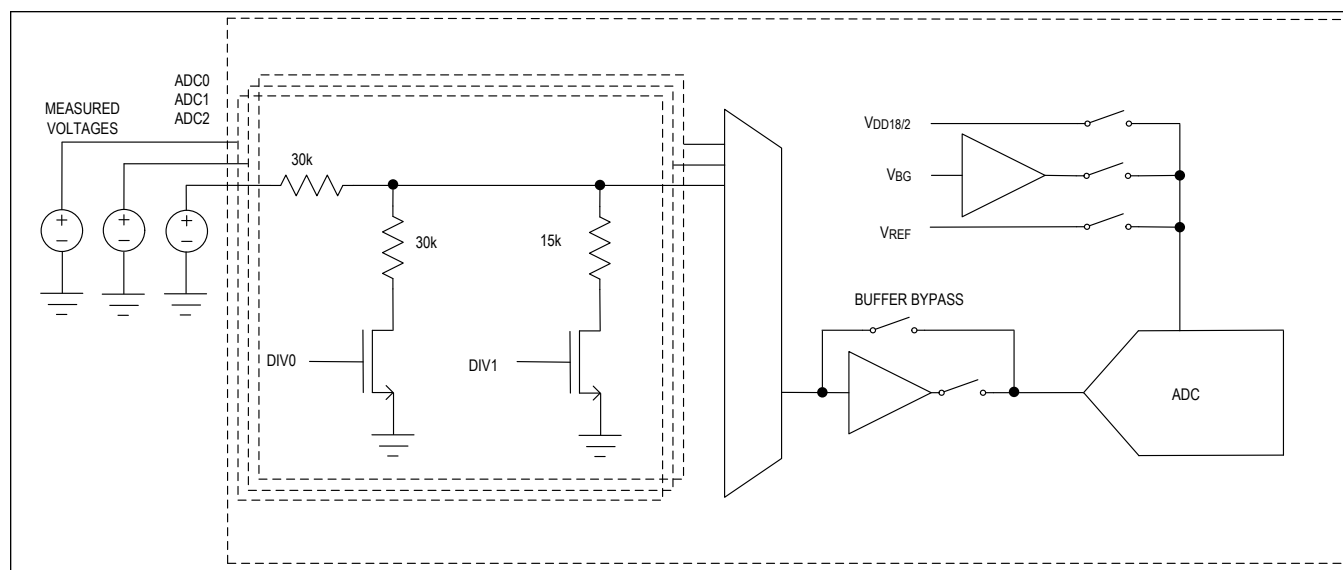 ADC0
ADC1
ADC2
MEASURED
VOLTAGES
30k
30k
15k
DIV0
DIV1
VDD18/2
VBG
VREF
BUFFER BYPASS
ADC